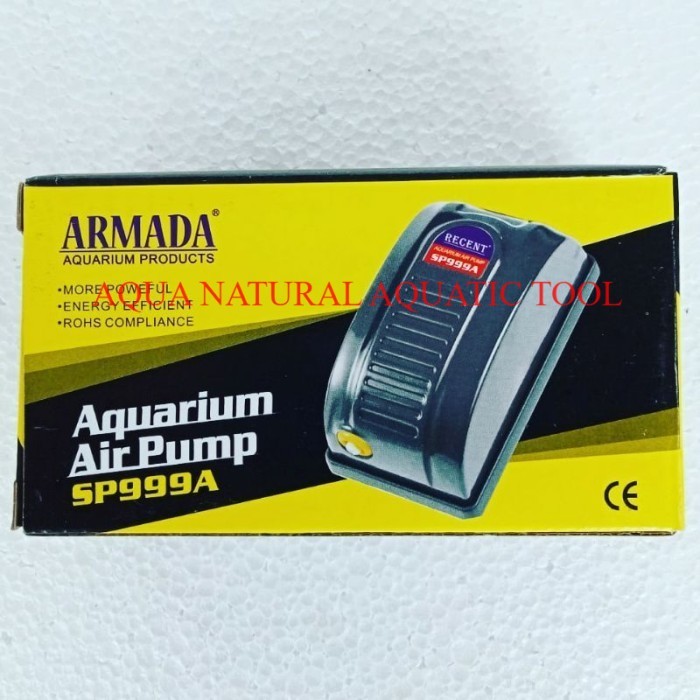 ARMADA®
AQUARIUM PRODUCTS
•MORE POWEFUL
•ENERGY EFFICIENT
•ROHS COMPLIANCE
AQUA NATURAL AQUATIC TOOL
RECENT®
AQUARIUM AIR PUMP
SP999A
Aquarium
Air Pump
SP999A
CE